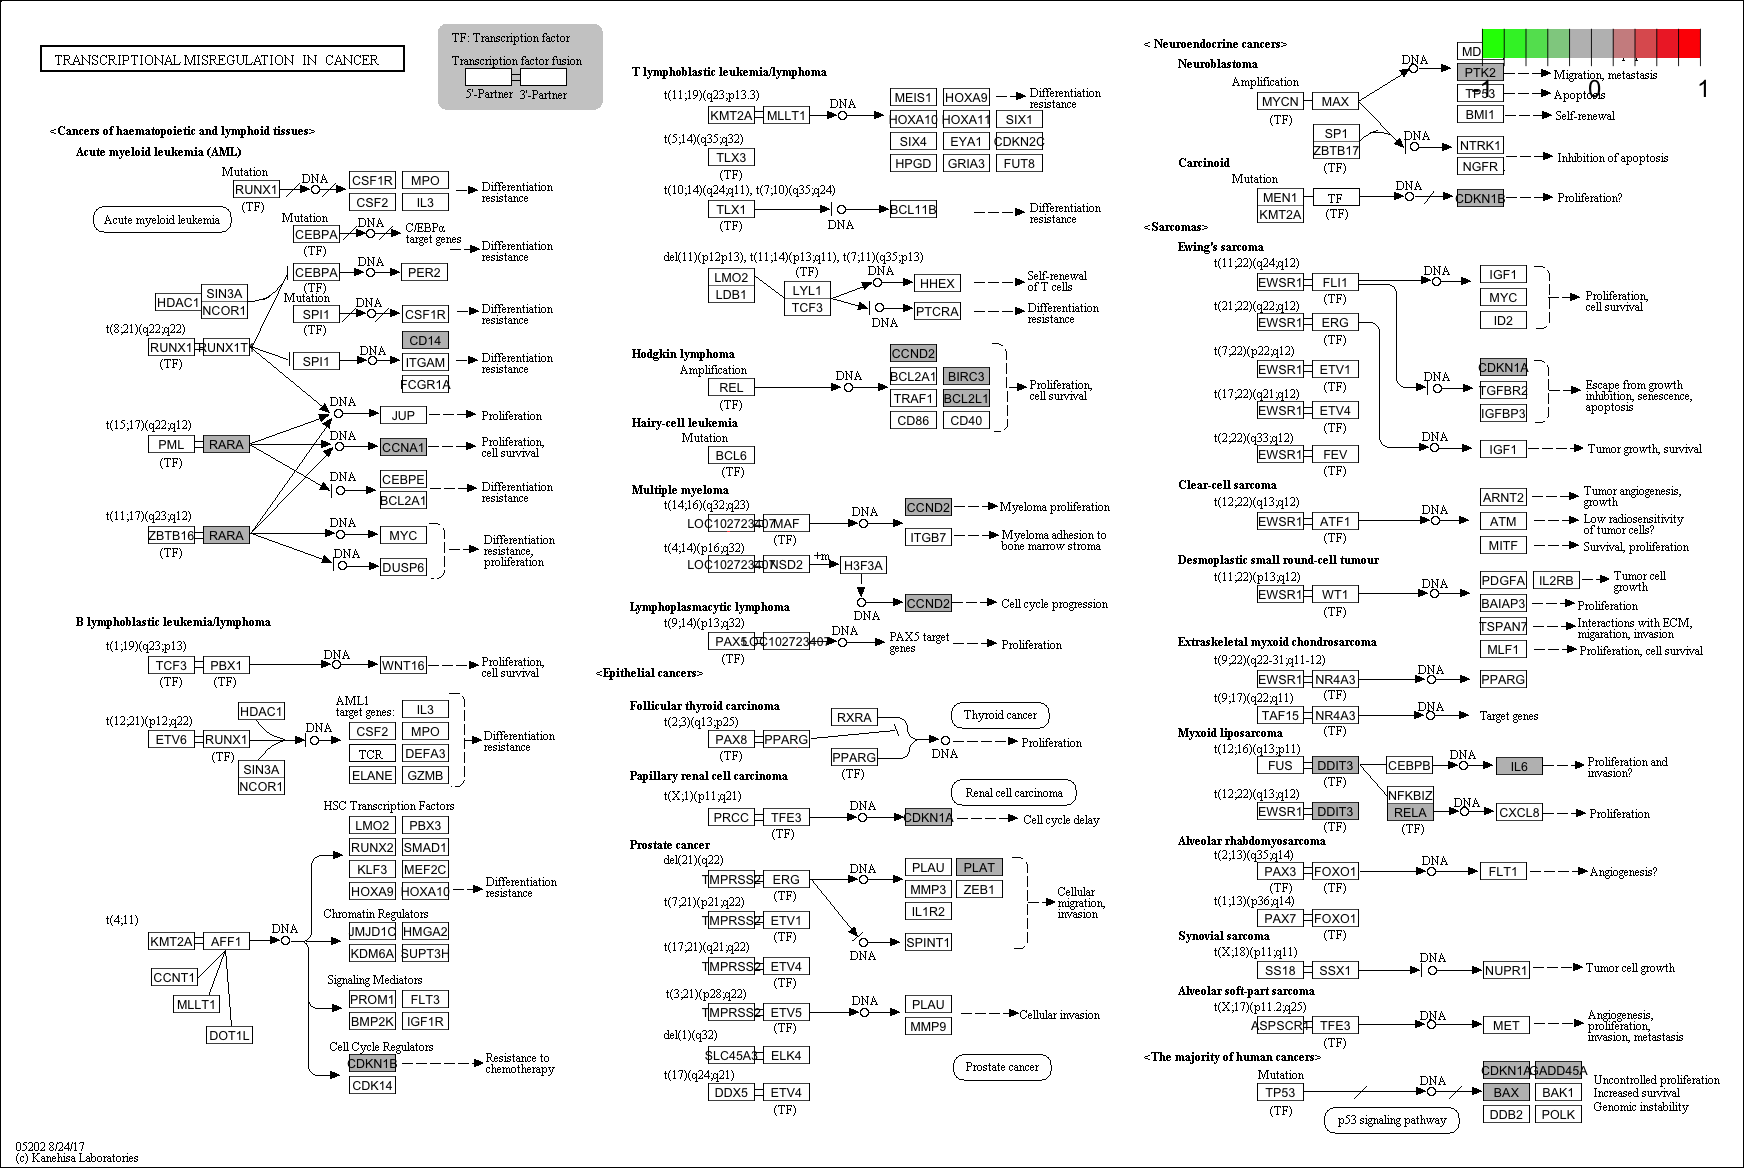 TRANSCRIPTIONAL MISREGULATION IN CANCER
TF: Transcription factor
Transcription factor fusion
5'-Partner 3'-Partner
<Cancers of haematopoietic and lymphoid tissues>
Acute myeloid leukemia (AML)
Mutation
RUNX1
(TF)
DNA
CSF1R MPO
CSF2 IL3
Differentiation
resistance
Acute myeloid leukemia
Mutation
CEBPA
(TF)
DNA
C/EBPα
target genes
Differentiation
resistance
CEBPA
(TF)
DNA
PER2
HDAC1
SIN3A
NCOR1
Mutation
SPI1
(TF)
DNA
CSF1R
Differentiation
resistance
t(8;21)(q22;q22)
RUNX1 RUNX1T
(TF)
SPI1
DNA
CD14
ITGAM
FCGR1A
Differentiation
resistance
DNA
JUP
Proliferation
t(15;17)(q22;q12)
PML RARA
(TF)
DNA
CCNA1
Proliferation,
cell survival
DNA
CEBPE
BCL2A1
Differentiation
resistance
t(11;17)(q23;q12)
ZBTB16 RARA
(TF)
DNA
MYC
DNA
DUSP6
Differentiation
resistance,
proliferation
B lymphoblastic leukemia/lymphoma
t(1;19)(q23;p13)
TCF3 PBX1
(TF) (TF)
DNA
WNT16
Proliferation,
cell survival
t(12;21)(p12;q22)
ETV6 RUNX1
(TF)
HDAC1
SIN3A
NCOR1
DNA
AML1
target genes:
IL3
CSF2 MPO
TCR DEFA3
ELANE GZMB
Differentiation
resistance
HSC Transcription Factors
LMO2 PBX3
RUNX2 SMAD1
KLF3 MEF2C
HOXA9 HOXA10
Differentiation
resistance
t(4;11)
KMT2A AFF1
DNA
CCNT1
MLLT1
DOT1L
Chromatin Regulators
JMJD1C HMGA2
KDM6A SUPT3H
Signaling Mediators
PROM1 FLT3
BMP2K IGF1R
Cell Cycle Regulators
CDKN1B
CDK14
Resistance to
chemotherapy
05202 8/24/17
(c) Kanehisa Laboratories
T lymphoblastic leukemia/lymphoma
t(11;19)(q23;p13.3)
KMT2A MLLT1
DNA
MEIS1 HOXA9
HOXA10 HOXA11 SIX1
SIX4 EYA1 CDKN2C
HPGD GRIA3 FUT8
Differentiation
resistance
t(5;14)(q35;q32)
TLX3
(TF)
t(10;14)(q24;q11), t(7;10)(q35;q24)
TLX1
(TF)
DNA
BCL11B
Differentiation
resistance
del(11)(p12p13), t(11;14)(p13;q11), t(7;11)(q35;p13)
LMO2
LDB1
(TF)
LYL1
TCF3
DNA
HHEX
Self-renewal
of T cells
DNA
PTCRA
Differentiation
resistance
Hodgkin lymphoma
Amplification
REL
(TF)
DNA
CCND2
BCL2A1 BIRC3
TRAF1 BCL2L1
CD86 CD40
Proliferation,
cell survival
Hairy-cell leukemia
Mutation
BCL6
(TF)
Multiple myeloma
t(14;16)(q32;q23)
LOC102723407 MAF
(TF)
DNA
CCND2
ITGB7
Myeloma proliferation
Myeloma adhesion to
bone marrow stroma
t(4;14)(p16;q32)
LOC102723407 NSD2
+m
H3F3A
DNA
CCND2
Cell cycle progression
Lymphoplasmacytic lymphoma
t(9;14)(p13;q32)
PAX5 LOC102723407
(TF)
DNA
PAX5 target
genes
Proliferation
<Epithelial cancers>
Follicular thyroid carcinoma
t(2;3)(q13;p25)
PAX8 PPARG
(TF)
RXRA
PPARG
(TF)
DNA
Thyroid cancer
Proliferation
Papillary renal cell carcinoma
t(X;1)(p11;q21)
PRCC TFE3
(TF)
DNA
CDKN1A
Renal cell carcinoma
Cell cycle delay
Prostate cancer
del(21)(q22)
TMPRSS2 ERG
(TF)
DNA
PLAU PLAT
MMP3 ZEB1
IL1R2
Cellular
migration,
invasion
DNA
SPINT1
t(7;21)(p21;q22)
TMPRSS2 ETV1
(TF)
t(17;21)(q21;q22)
TMPRSS2 ETV4
(TF)
t(3;21)(p28;q22)
TMPRSS2 ETV5
(TF)
DNA
PLAU
MMP9
Cellular invasion
del(1)(q32)
SLC45A3 ELK4
t(17)(q24;q21)
DDX5 ETV4
(TF)
Prostate cancer
<Neuroendocrine cancers>
Neuroblastoma
Amplification
MYCN MAX
(TF)
DNA
MD
PTK2
TP53
BMI1
Migration, metastasis
Apoptosis
Self-renewal
-1 0 1
SP1
ZBTB17
(TF)
DNA
NTRK1
NGFR
Inhibition of apoptosis
Carcinoid
Mutation
MEN1
KMT2A
TF
(TF)
DNA
CDKN1B
Proliferation?
<Sarcomas>
Ewing's sarcoma
t(11;22)(q24;q12)
EWSR1 FLI1
(TF)
DNA
IGF1
MYC
ID2
Proliferation,
cell survival
t(21;22)(q22;q12)
EWSR1 ERG
(TF)
t(7;22)(p22;q12)
EWSR1 ETV1
(TF)
DNA
CDKN1A
TGFBR2
IGFBP3
Escape from growth
inhibition, senescence,
apoptosis
t(17;22)(q21;q12)
EWSR1 ETV4
(TF)
t(2;22)(q33;q12)
EWSR1 FEV
(TF)
DNA
IGF1
Tumor growth, survival
Clear-cell sarcoma
t(12;22)(q13;q12)
EWSR1 ATF1
(TF)
DNA
ARNT2
ATM
MITF
Tumor angiogenesis,
growth
Low radiosensitivity
of tumor cells?
Survival, proliferation
Desmoplastic small round-cell tumour
t(11;22)(p13;q12)
EWSR1 WT1
(TF)
DNA
PDGFA IL2RB
BAIAP3
TSPAN7
MLF1
Tumor cell
growth
Proliferation
Interactions with ECM,
migaration, invasion
Proliferation, cell survival
Extraskeletal myxoid chondrosarcoma
t(9;22)(q22-31;q11-12)
EWSR1 NR4A3
(TF)
DNA
PPARG
t(9;17)(q22;q11)
TAF15 NR4A3
(TF)
DNA
Target genes
Myxoid liposarcoma
t(12;16)(q13;p11)
FUS DDIT3
(TF)
CEBPB
DNA
IL6
Proliferation and
invasion?
t(12;22)(q13;q12)
EWSR1 DDIT3
(TF)
NFKBIZ
RELA
(TF)
DNA
CXCL8
Proliferation
Alveolar rhabdomyosarcoma
t(2;13)(q35;q14)
PAX3 FOXO1
(TF) (TF)
DNA
FLT1
Angiogenesis?
t(1;13)(p36;q14)
PAX7 FOXO1
(TF)
Synovial sarcoma
t(X;18)(p11;q11)
SS18 SSX1
DNA
NUPR1
Tumor cell growth
Alveolar soft-part sarcoma
t(X;17)(p11.2;q25)
ASPSCR1 TFE3
(TF)
DNA
MET
Angiogenesis,
proliferation,
invasion, metastasis
<The majority of human cancers>
Mutation
TP53
(TF)
DNA
CDKN1A GADD45A
BAX BAK1
DDB2 POLK
Uncontrolled proliferation
Increased survival
Genomic instability
p53 signaling pathway